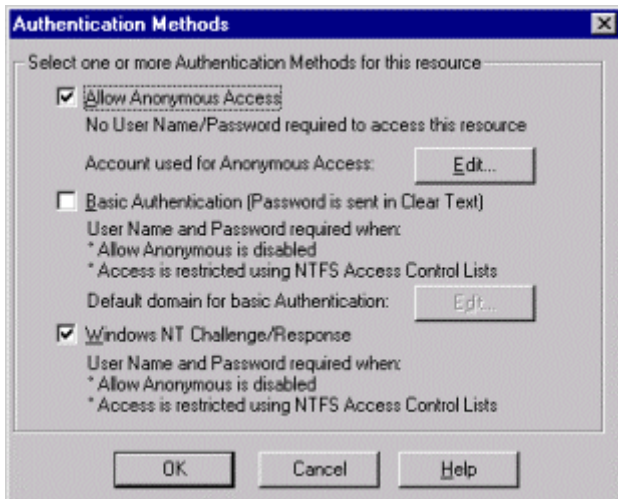 Authentication Methods
Select one or more Authentication Methods for this resource
Allow Anonymous Access
No User Name/Password required to access this resource
Account used for Anonymous Access: Edit...
Basic Authentication (Password is sent in Clear Text)
User Name and Password required when:
* Allow Anonymous is disabled
* Access is restricted using NTFS Access Control Lists
Default domain for basic Authentication: Edit...
Windows NT Challenge/Response
User Name and Password required when:
* Allow Anonymous is disabled
* Access is restricted using NTFS Access Control Lists
OK Cancel Help